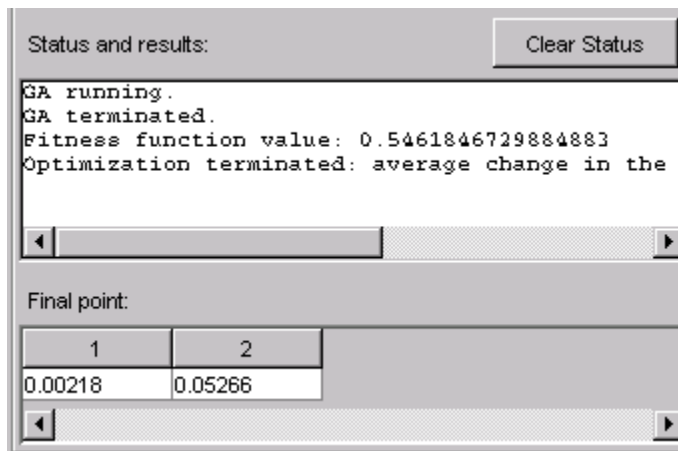 Status and results:
Clear Status
GA running.
GA terminated.
Fitness function value: 0.5461846729884883
Optimization terminated: average change in the
Final point:
1 2
0.00218 0.05266